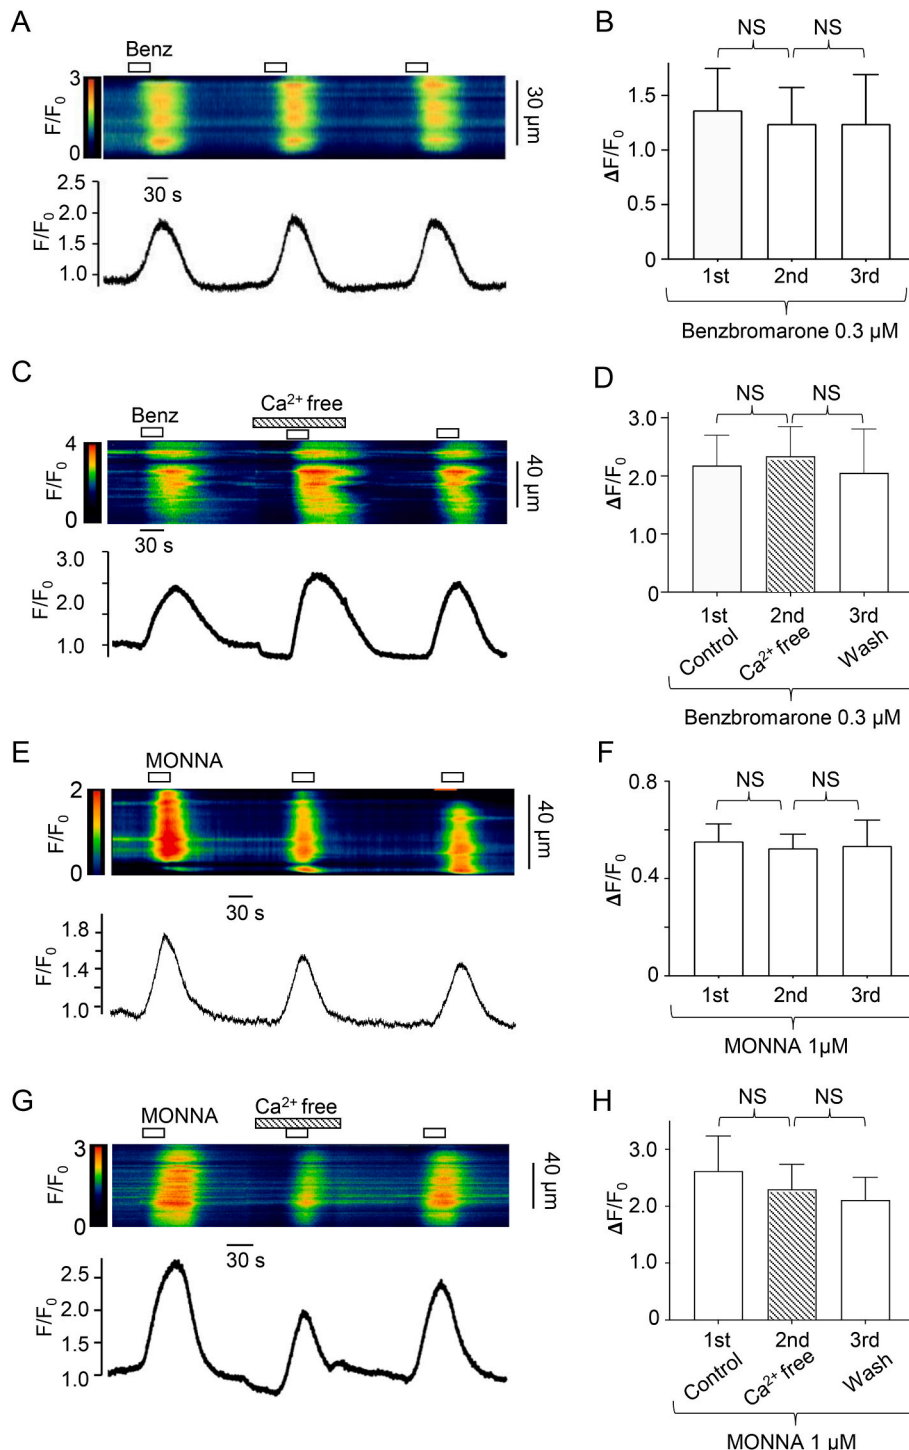 A
Benz
3
F/F0
0
30 µm
30 s
2.5
2.0
1.5
1.0
F/F0
B
NS NS
1.5
1.0
0.5
0
ΔF/F0
1st 2nd 3rd
Benzbromarone 0.3 µM
C
Benz
Ca2+ free
4
F/F0
0
40 µm
30 s
3.0
2.0
1.0
F/F0
D
NS NS
3.0
2.0
1.0
0
ΔF/F0
1st 2nd 3rd
Control Ca2+ free Wash
Benzbromarone 0.3 µM
E
MONNA
2
F/F0
0
40 µm
30 s
1.8
1.4
1.0
F/F0
F
NS NS
0.8
0.4
0
ΔF/F0
1st 2nd 3rd
MONNA 1µM
G
MONNA
Ca2+ free
3
F/F0
0
40 µm
30 s
2.5
2.0
1.0
F/F0
H
NS NS
3.0
2.0
1.0
0
ΔF/F0
1st 2nd 3rd
Control Ca2+ free Wash
MONNA 1 µM